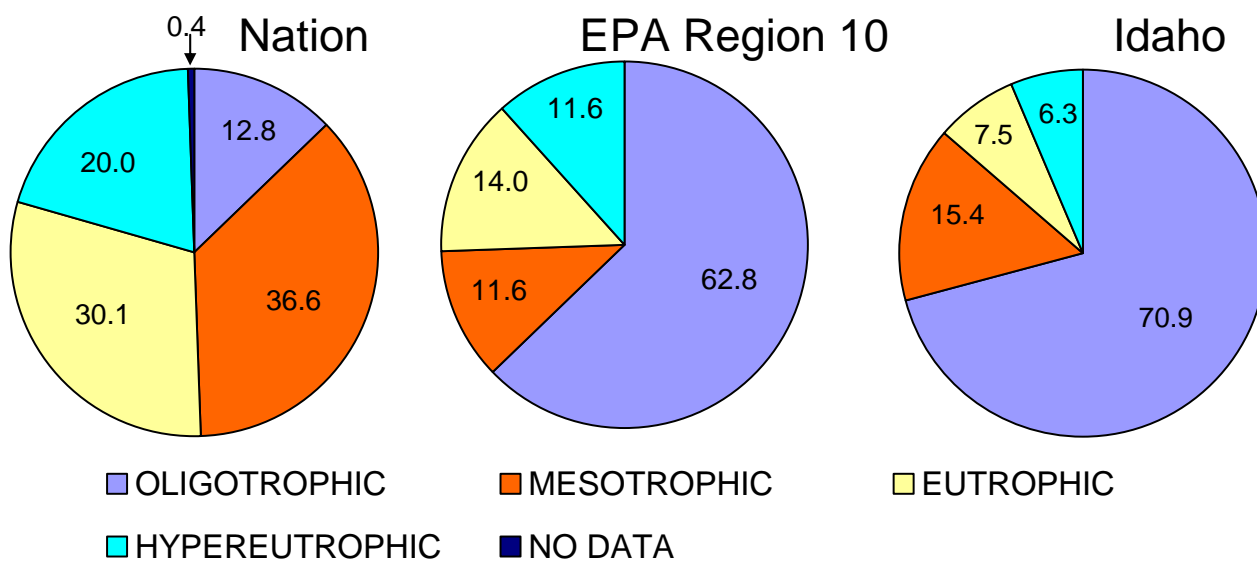 0.4
Nation
12.8
20.0
36.6
30.1
EPA Region 10
11.6
14.0
11.6
62.8
Idaho
6.3
7.5
15.4
70.9
OLIGOTROPHIC
MESOTROPHIC
EUTROPHIC
HYPEREUTROPHIC
NO DATA